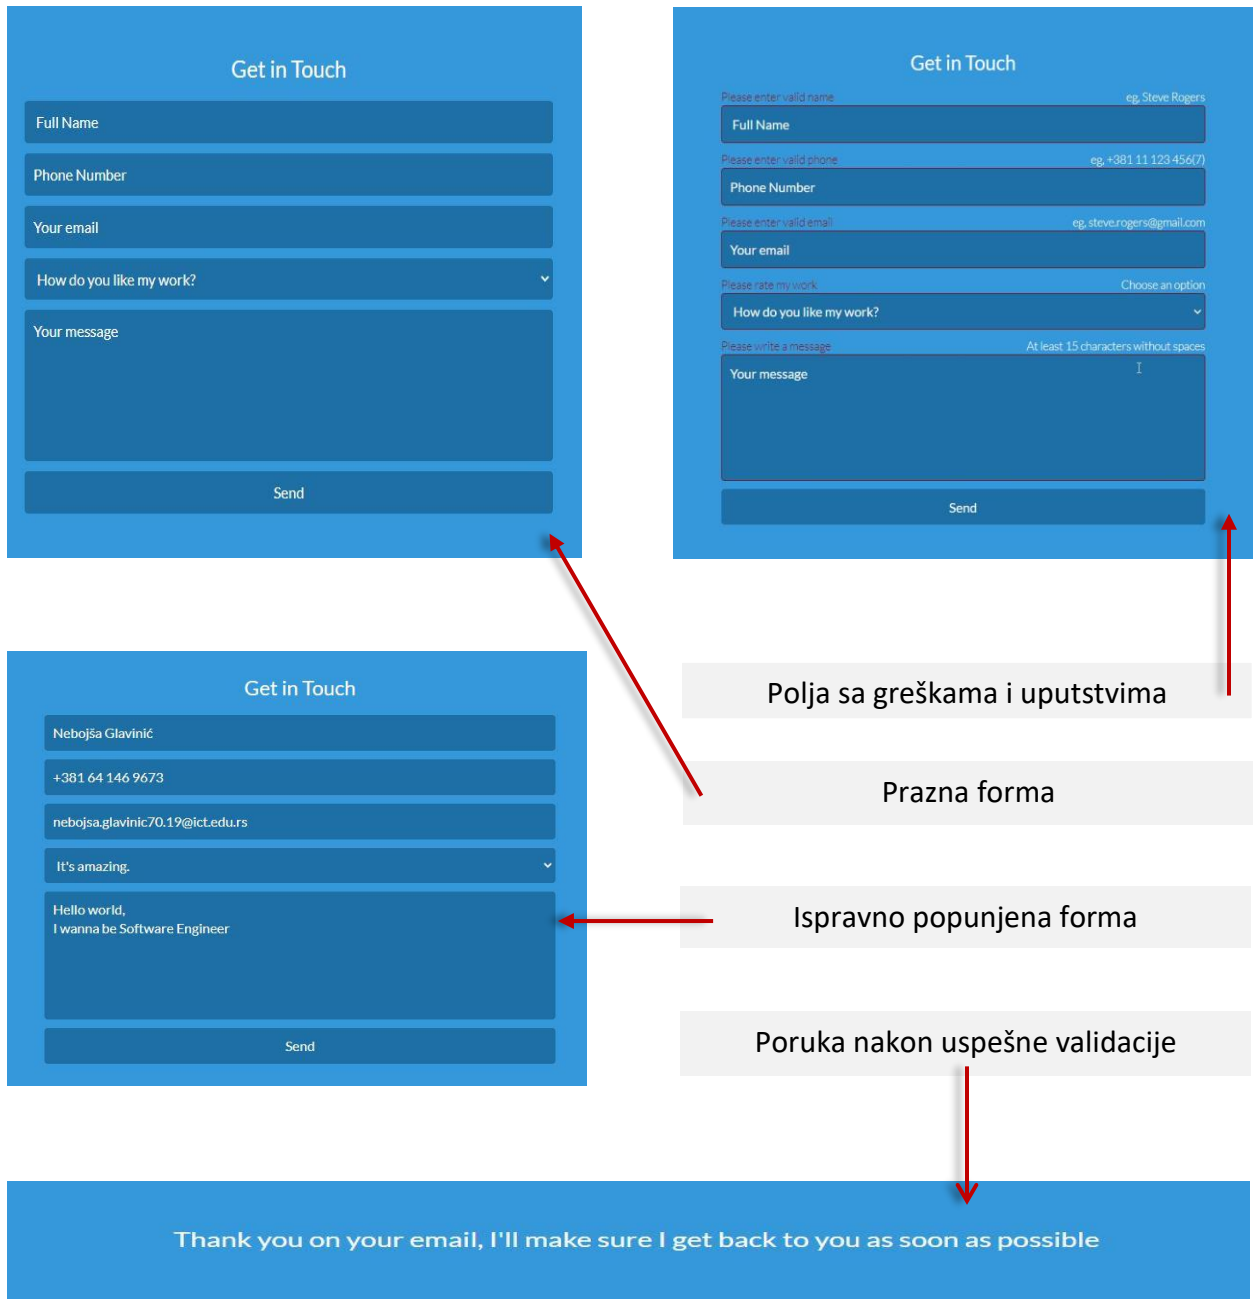 Get in Touch
Full Name
Phone Number
Your email
How do you like my work?
Your message
Send
Get in Touch
Please enter valid name eg, Steve Rogers
Full Name
Please enter valid phone eg, +381 11 123 456(7)
Phone Number
Please enter valid email eg, steve.rogers@gmail.com
Your email
Please rate my work Choose an option
How do you like my work?
Please write a message At least 15 characters without spaces
Your message
Send
Get in Touch
Nebojša Glavinić
+381 64 146 9673
nebojsa.glavinic70.19@ict.edu.rs
It's amazing.
Hello world,
I wanna be Software Engineer
Send
Polja sa greškama i uputstvima
Prazna forma
Ispravno popunjena forma
Poruka nakon uspešne validacije
Thank you on your email, I'll make sure I get back to you as soon as possible